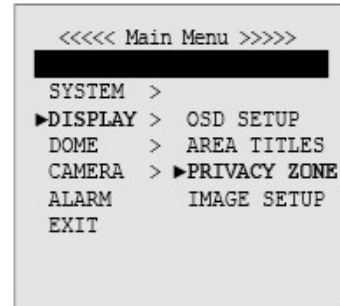 <<<<< Main Menu >>>>>
SYSTEM >
▶DISPLAY > OSD SETUP
DOME > AREA TITLES
CAMERA > ▶PRIVACY ZONE
ALARM IMAGE SETUP
EXIT